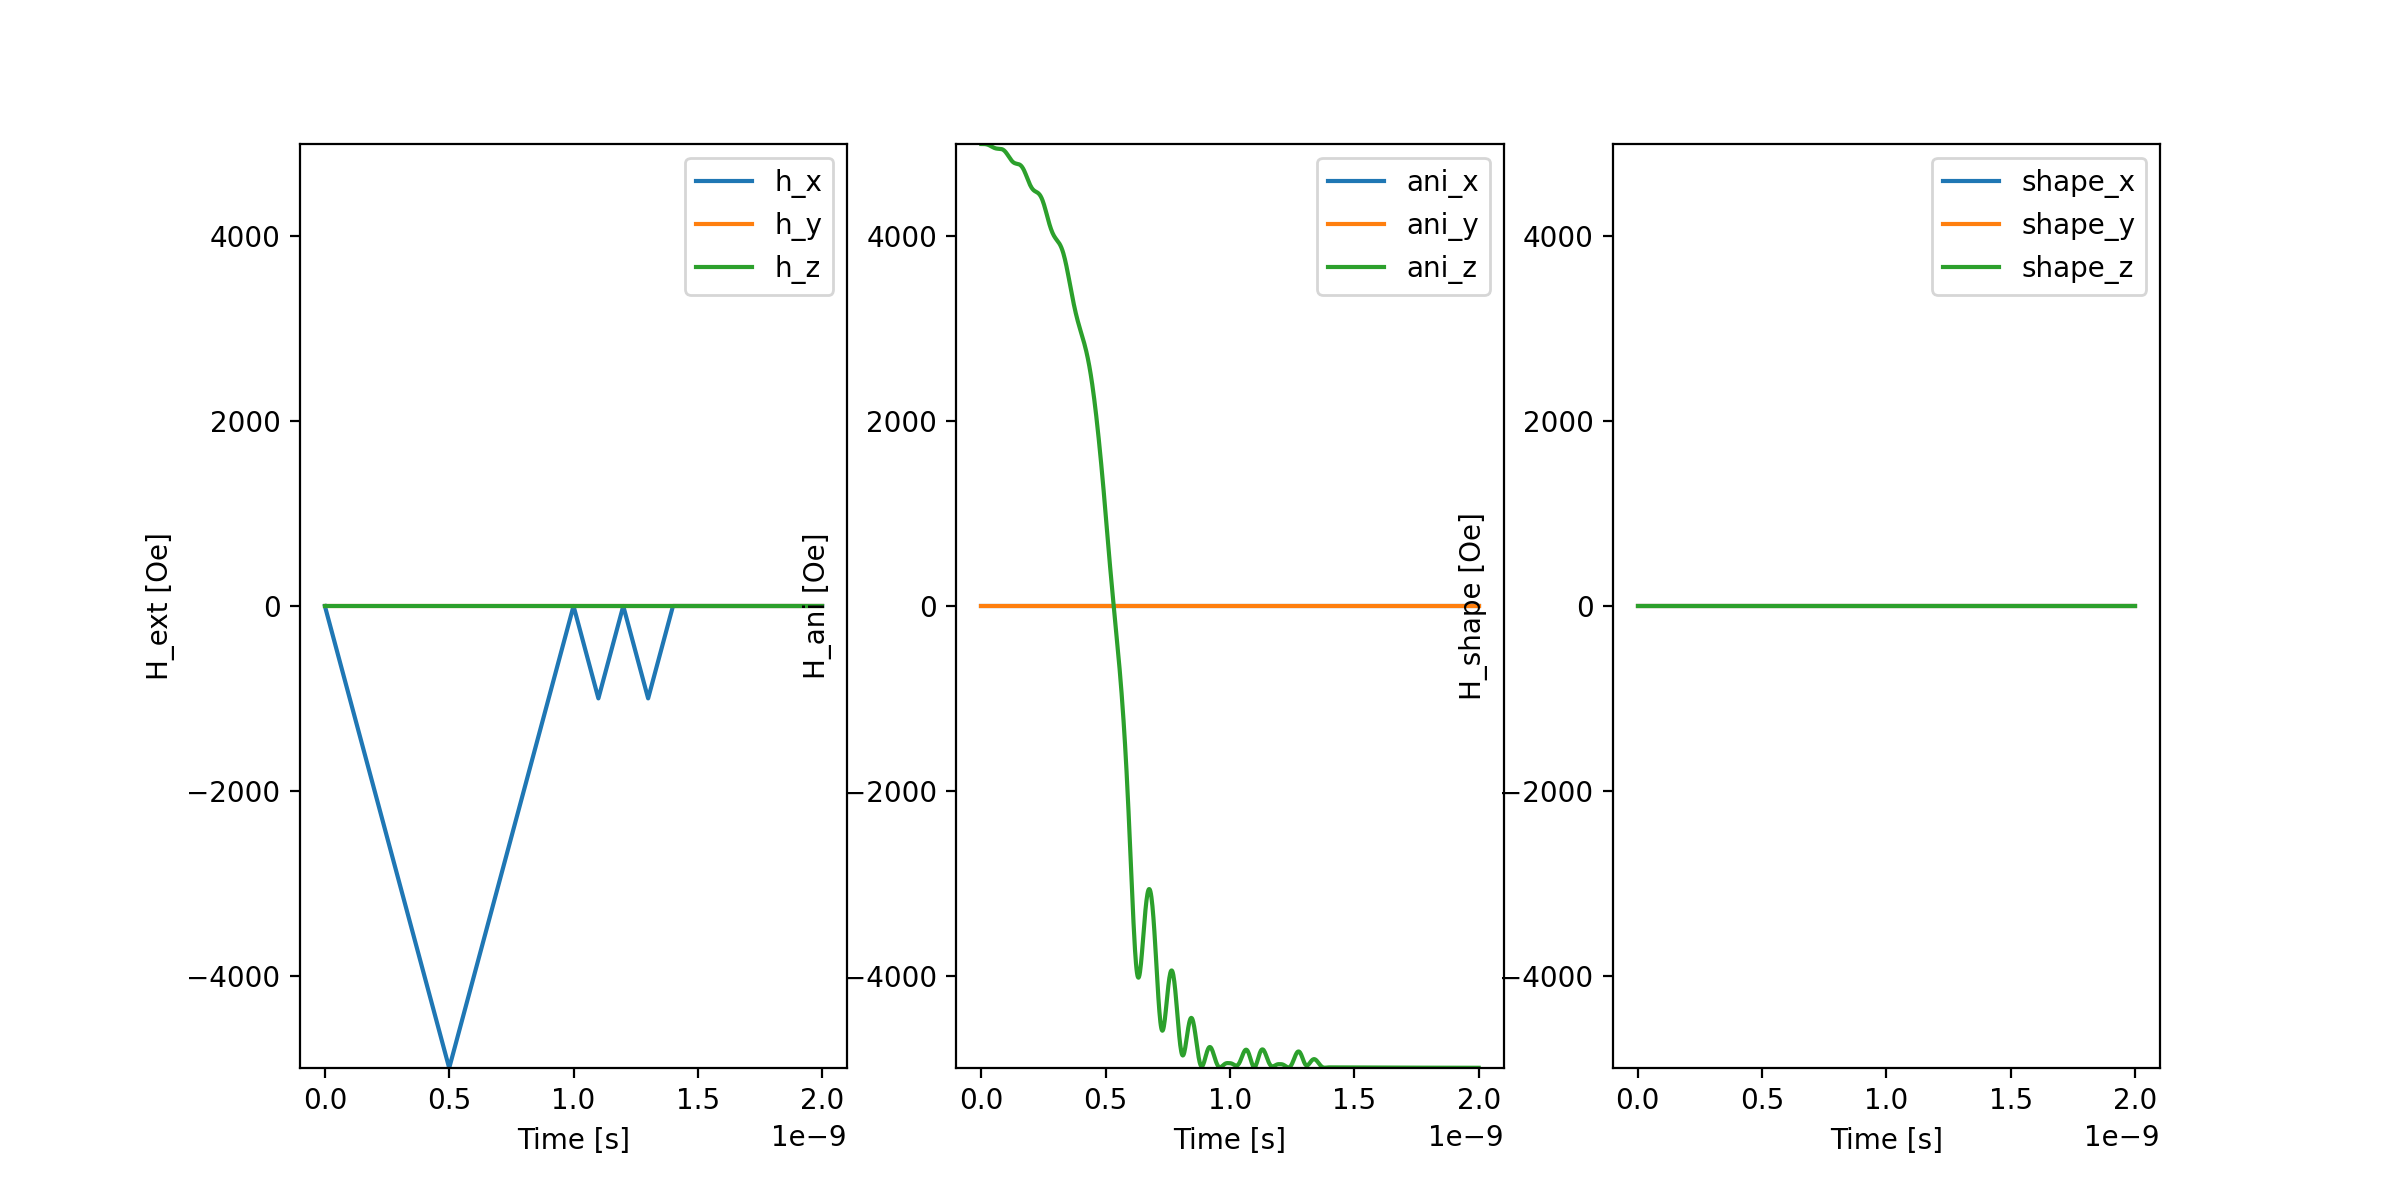 h_x
h_y
h_z
4000
2000
0
−2000
−4000
H_ext [Oe]
0.0 0.5 1.0 1.5 2.0
Time [s]
1e−9
ani_x
ani_y
ani_z
4000
2000
0
−2000
−4000
H_ani [Oe]
0.0 0.5 1.0 1.5 2.0
Time [s]
1e−9
shape_x
shape_y
shape_z
4000
2000
0
−2000
−4000
H_shape [Oe]
0.0 0.5 1.0 1.5 2.0
Time [s]
1e−9